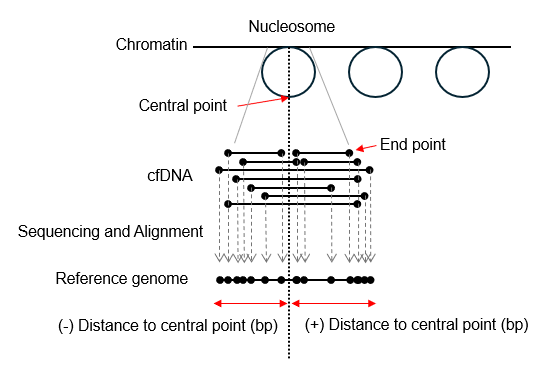 Nucleosome
Chromatin
Central point
End point
cfDNA
Sequencing and Alignment
Reference genome
(-) Distance to central point (bp)
(+) Distance to central point (bp)